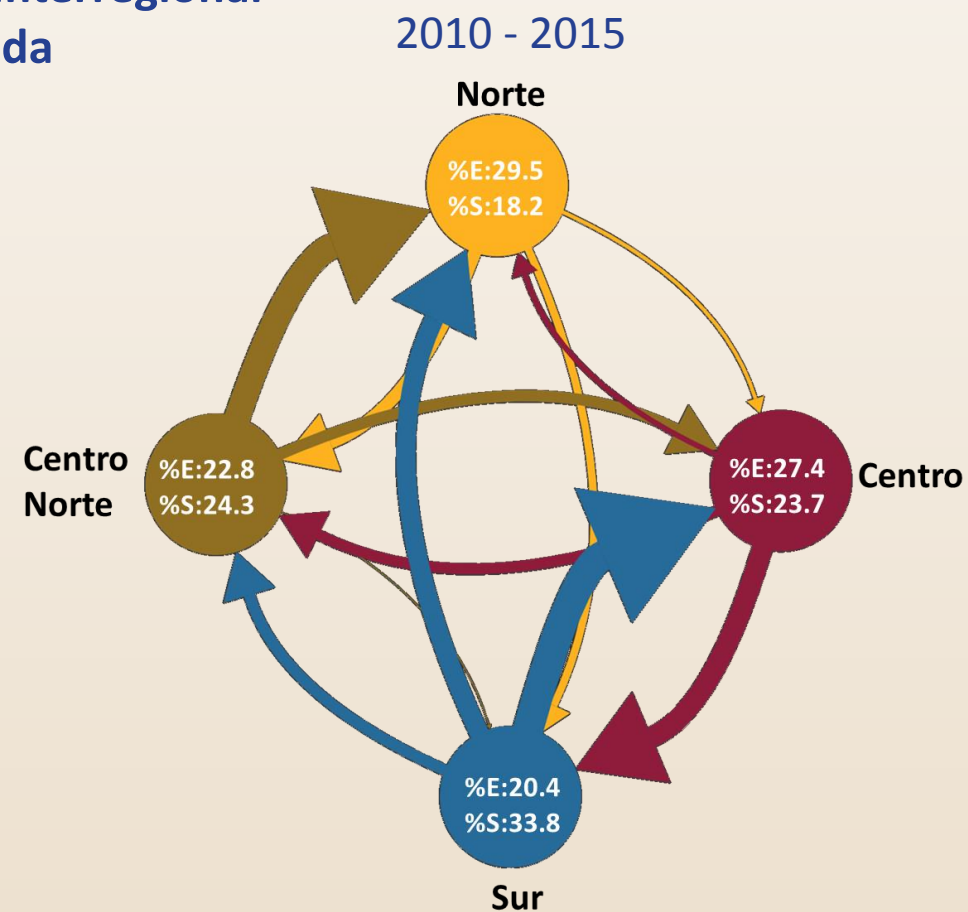 da
2010 - 2015
Norte
%E:29.5
%S:18.2
Centro
Norte
%E:22.8
%S:24.3
%E:27.4
%S:23.7
Centro
%E:20.4
%S:33.8
Sur